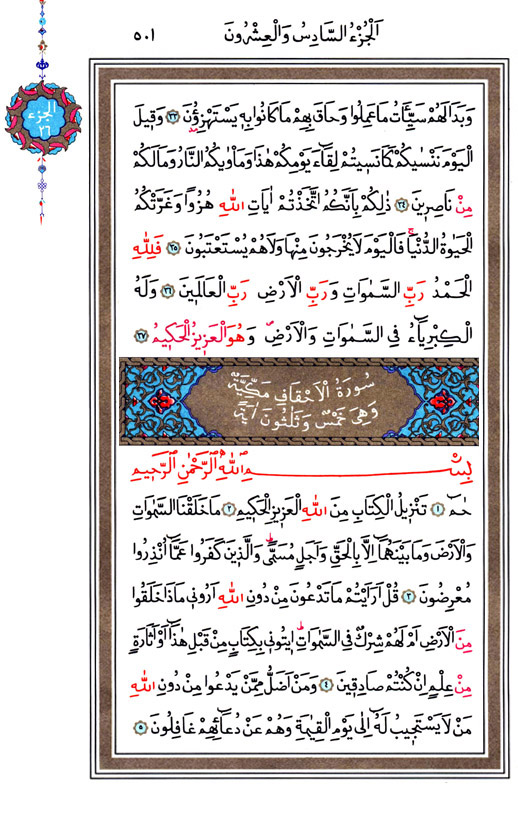 اَلْجُزْءُ السَّادِسُ وَالْعِشْرُونَ
٥٠١
الجزء
٢٦
وَبَدَا لَهُمْ سَيِّـَٔاتُ مَا عَمِلُوا وَحَاقَ بِهِمْ مَا كَانُوا بِهٖ يَسْتَهْزِؤُ۫نَ ﴿٣٣﴾ وَقٖيلَ
الْيَوْمَ نَنْسٰيكُمْ كَمَا نَسٖيتُمْ لِقَٓاءَ يَوْمِكُمْ هٰذَا وَمَأْوٰيكُمُ النَّارُ وَمَا لَكُمْ
مِنْ نَاصِرٖينَ ﴿٣٤﴾ ذٰلِكُمْ بِاَنَّكُمُ اتَّخَذْتُمْ اٰيَاتِ اللّٰهِ هُزُوًا وَغَرَّتْكُمُ
الْحَيٰوةُ الدُّنْيَاۚ فَالْيَوْمَ لَا يُخْرَجُونَ مِنْهَا وَلَا هُمْ يُسْتَعْتَبُونَ ﴿٣٥﴾ فَلِلّٰهِ
الْحَمْدُ رَبِّ السَّمٰوَاتِ وَرَبِّ الْاَرْضِ رَبِّ الْعَالَمٖينَ ﴿٣٦﴾ وَلَهُ
الْكِبْرِيَٓاءُ فِي السَّمٰوَاتِ وَالْاَرْضِۖ وَهُوَ الْعَزٖيزُ الْحَكٖيمُ ﴿٣٧﴾
سُورَةُ الْاَحْقَافِ مَكِّيَّةٌ
وَهِيَ خَمْسٌ وَثَلٰثُونَ اٰيَةً
بِسْمِ اللّٰهِ الرَّحْمٰنِ الرَّحٖيمِ
حٰمٓ ﴿١﴾ تَنْزٖيلُ الْكِتَابِ مِنَ اللّٰهِ الْعَزٖيزِ الْحَكٖيمِ ﴿٢﴾ مَا خَلَقْنَا السَّمٰوَاتِ
وَالْاَرْضَ وَمَا بَيْنَهُمَٓا اِلَّا بِالْحَقِّ وَاَجَلٍ مُسَمًّىۜ وَالَّذٖينَ كَفَرُوا عَمَّٓا اُنْذِرُوا
مُعْرِضُونَ ﴿٣﴾ قُلْ اَرَاَيْتُمْ مَا تَدْعُونَ مِنْ دُونِ اللّٰهِ اَرُونٖي مَاذَا خَلَقُوا
مِنَ الْاَرْضِ اَمْ لَهُمْ شِرْكٌ فِي السَّمٰوَاتِۜ اٖيتُونٖي بِكِتَابٍ مِنْ قَبْلِ هٰذَٓا اَوْ اَثَارَةٍ
مِنْ عِلْمٍ اِنْ كُنْتُمْ صَادِقٖينَ ﴿٤﴾ وَمَنْ اَضَلُّ مِمَّنْ يَدْعُوا مِنْ دُونِ اللّٰهِ
مَنْ لَا يَسْتَجٖيبُ لَهُٓ اِلٰى يَوْمِ الْقِيٰمَةِ وَهُمْ عَنْ دُعَٓائِهِمْ غَافِلُونَ ﴿٥﴾